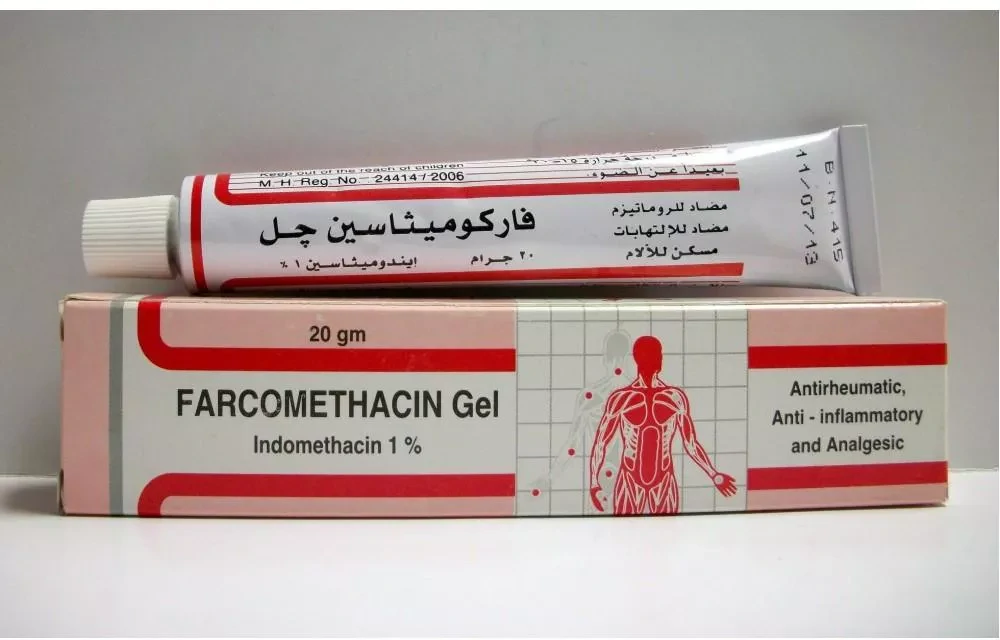 Keep out of the reach of children
M. H. Reg. No - 24414 / 2006
بعيدا عن الضوء
فاركوميثاسين چل
٢٠ جرام
ايندوميثاسين ١ ٪
مضاد للروماتيزم
مضاد للإلتهابات
مسكن للآلام
B.N.415
11/07/13
20 gm
FARCOMETHACIN Gel
Indomethacin 1 %
Antirheumatic,
Anti - inflammatory
and Analgesic